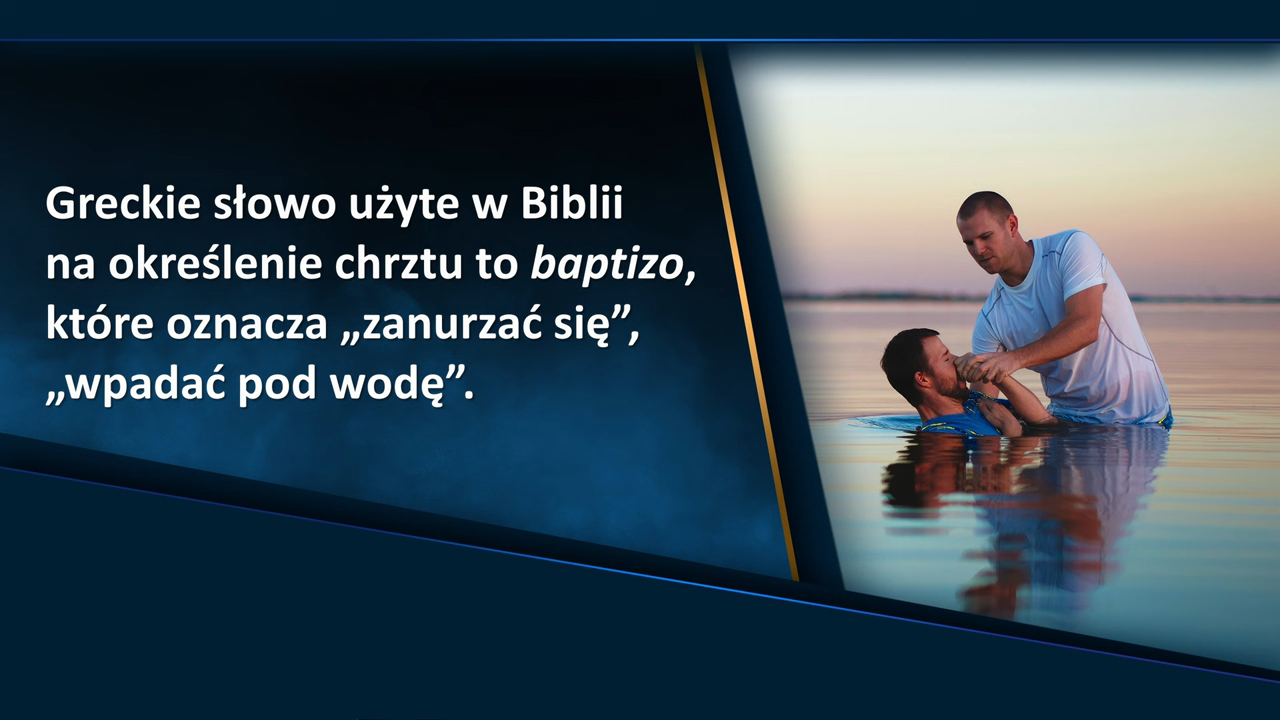 Greckie słowo użyte w Biblii
na określenie chrztu to baptizo,
które oznacza „zanurzać się”,
„wpadać pod wodę”.